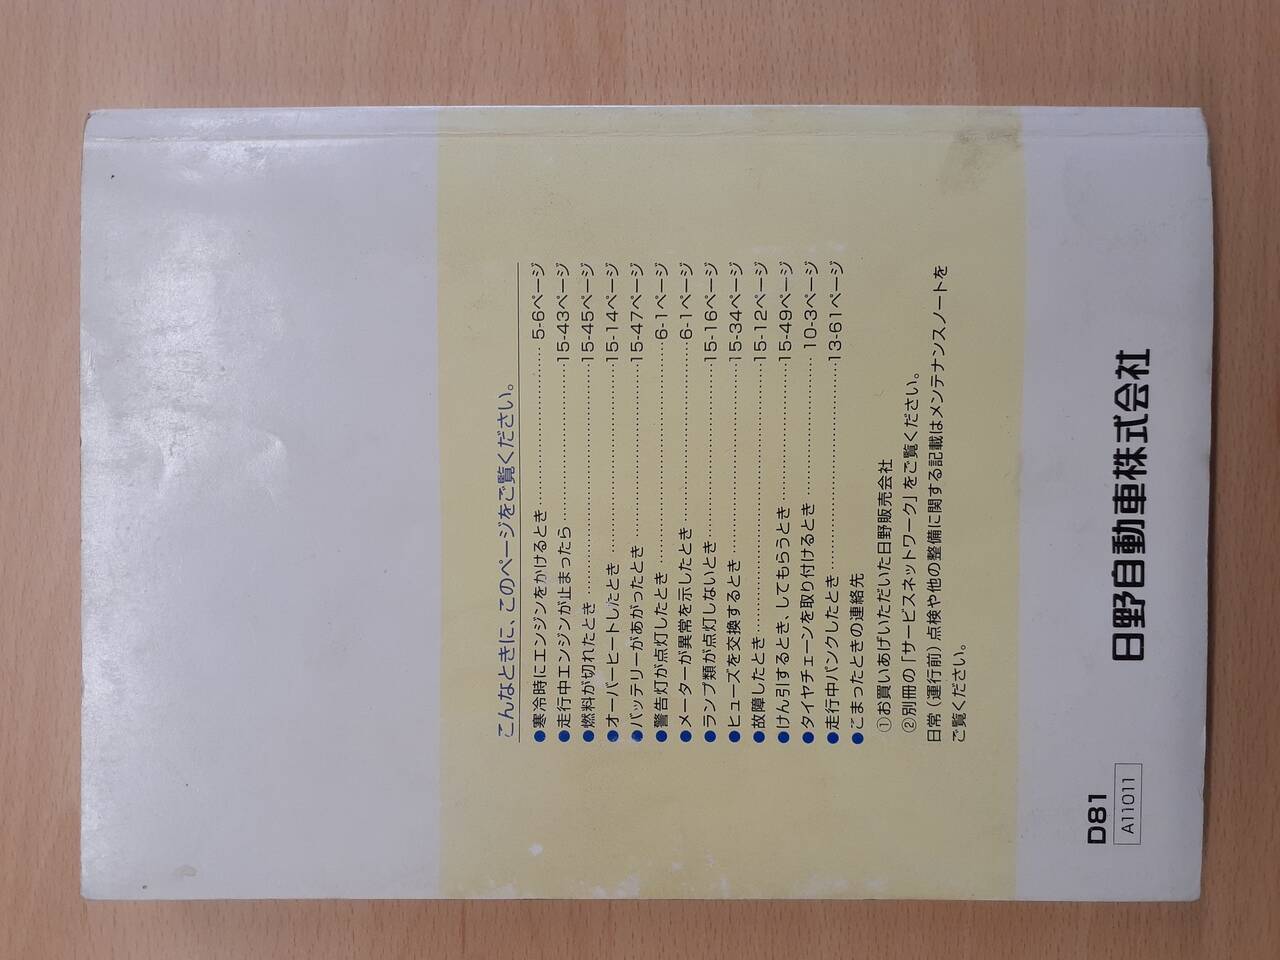 こんなときに、このページをご覧ください。
●寒冷時にエンジンをかけるとき…………………… 5-6ページ
●走行中エンジンが止まったら……………………15-43ページ
●燃料が切れたとき ………………………………15-45ページ
●オーバーヒートしたとき…………………………15-14ページ
●バッテリーがあがったとき………………………15-47ページ
●警告灯が点灯したとき ……………………………6-1ページ
●メーターが異常を示したとき………………………6-1ページ
●ランプ類が点灯しないとき………………………15-16ページ
●ヒューズを交換するとき …………………………15-34ページ
●故障したとき……………………………………15-12ページ
●けん引するとき、してもらうとき …………………15-49ページ
●タイヤチェーンを取り付けるとき ………………… 10-3ページ
●走行中パンクしたとき……………………………13-61ページ
●こまったときの連絡先
①お買いあげいただいた日野販売会社
②別冊の「サービスネットワーク」をご覧ください。
日常（運行前）点検や他の整備に関する記載はメンテナンスノートを
ご覧ください。
D81
A11011
日野自動車株式会社